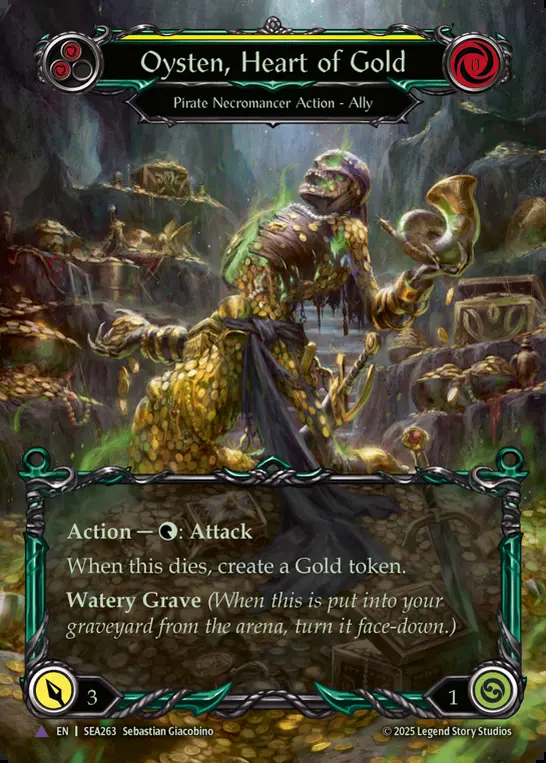 Oysten, Heart of Gold
0
Pirate Necromancer Action - Ally
Action — : Attack
When this dies, create a Gold token.
Watery Grave (When this is put into your
graveyard from the arena, turn it face-down.)
3
1
EN | SEA263 Sebastian Giacobino
© 2025 Legend Story Studios